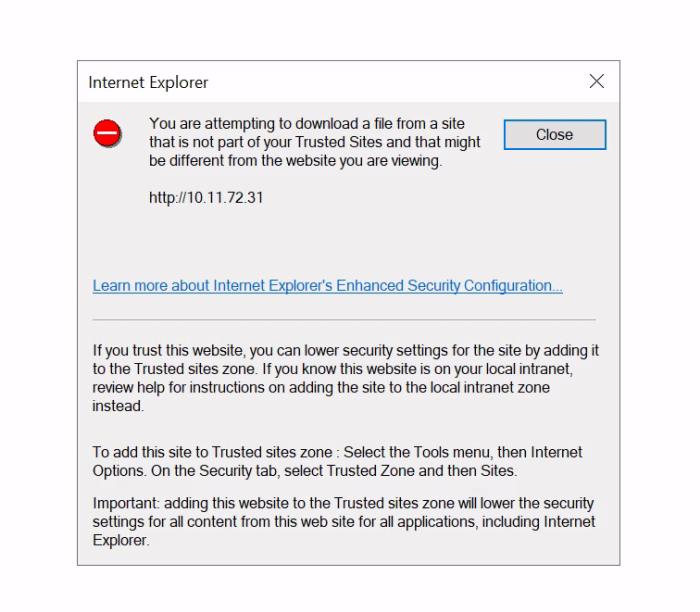 Internet Explorer
You are attempting to download a file from a site
that is not part of your Trusted Sites and that might
be different from the website you are viewing.
Close
http://10.11.72.31
Learn more about Internet Explorer's Enhanced Security Configuration...
If you trust this website, you can lower security settings for the site by adding it
to the Trusted sites zone. If you know this website is on your local intranet,
review help for instructions on adding the site to the local intranet zone
instead.
To add this site to Trusted sites zone : Select the Tools menu, then Internet
Options. On the Security tab, select Trusted Zone and then Sites.
Important: adding this website to the Trusted sites zone will lower the security
settings for all content from this web site for all applications, including Internet
Explorer.